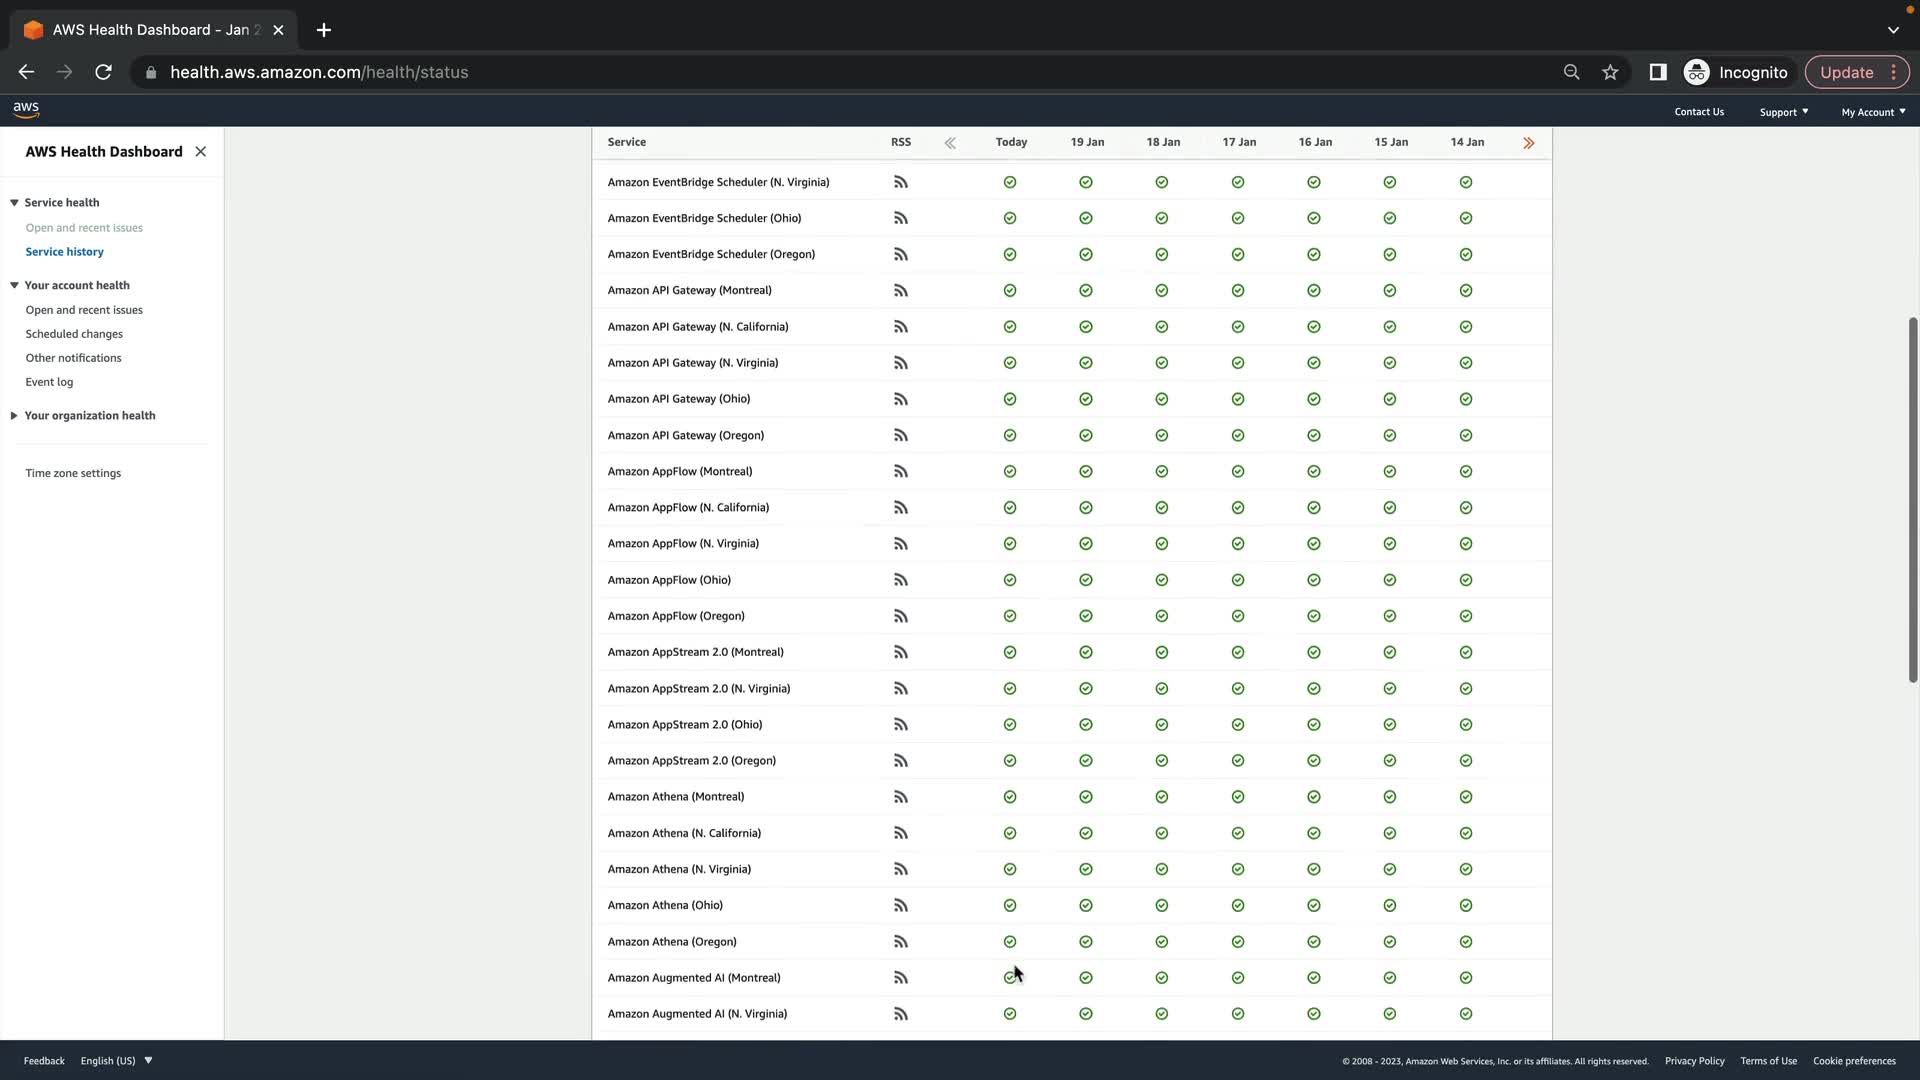 AWS Health Dashboard - Jan 2
health.aws.amazon.com/health/status
Incognito
Update
aws
Contact Us
Support
My Account
AWS Health Dashboard
Service health
Open and recent issues
Service history
Your account health
Open and recent issues
Scheduled changes
Other notifications
Event log
Your organization health
Time zone settings
Service RSS Today 19 Jan 18 Jan 17 Jan 16 Jan 15 Jan 14 Jan
Amazon EventBridge Scheduler (N. Virginia)
Amazon EventBridge Scheduler (Ohio)
Amazon EventBridge Scheduler (Oregon)
Amazon API Gateway (Montreal)
Amazon API Gateway (N. California)
Amazon API Gateway (N. Virginia)
Amazon API Gateway (Ohio)
Amazon API Gateway (Oregon)
Amazon AppFlow (Montreal)
Amazon AppFlow (N. California)
Amazon AppFlow (N. Virginia)
Amazon AppFlow (Ohio)
Amazon AppFlow (Oregon)
Amazon AppStream 2.0 (Montreal)
Amazon AppStream 2.0 (N. Virginia)
Amazon AppStream 2.0 (Ohio)
Amazon AppStream 2.0 (Oregon)
Amazon Athena (Montreal)
Amazon Athena (N. California)
Amazon Athena (N. Virginia)
Amazon Athena (Ohio)
Amazon Athena (Oregon)
Amazon Augmented AI (Montreal)
Amazon Augmented AI (N. Virginia)
Feedback English (US)
© 2008 - 2023, Amazon Web Services, Inc. or its affiliates. All rights reserved. Privacy Policy Terms of Use Cookie preferences